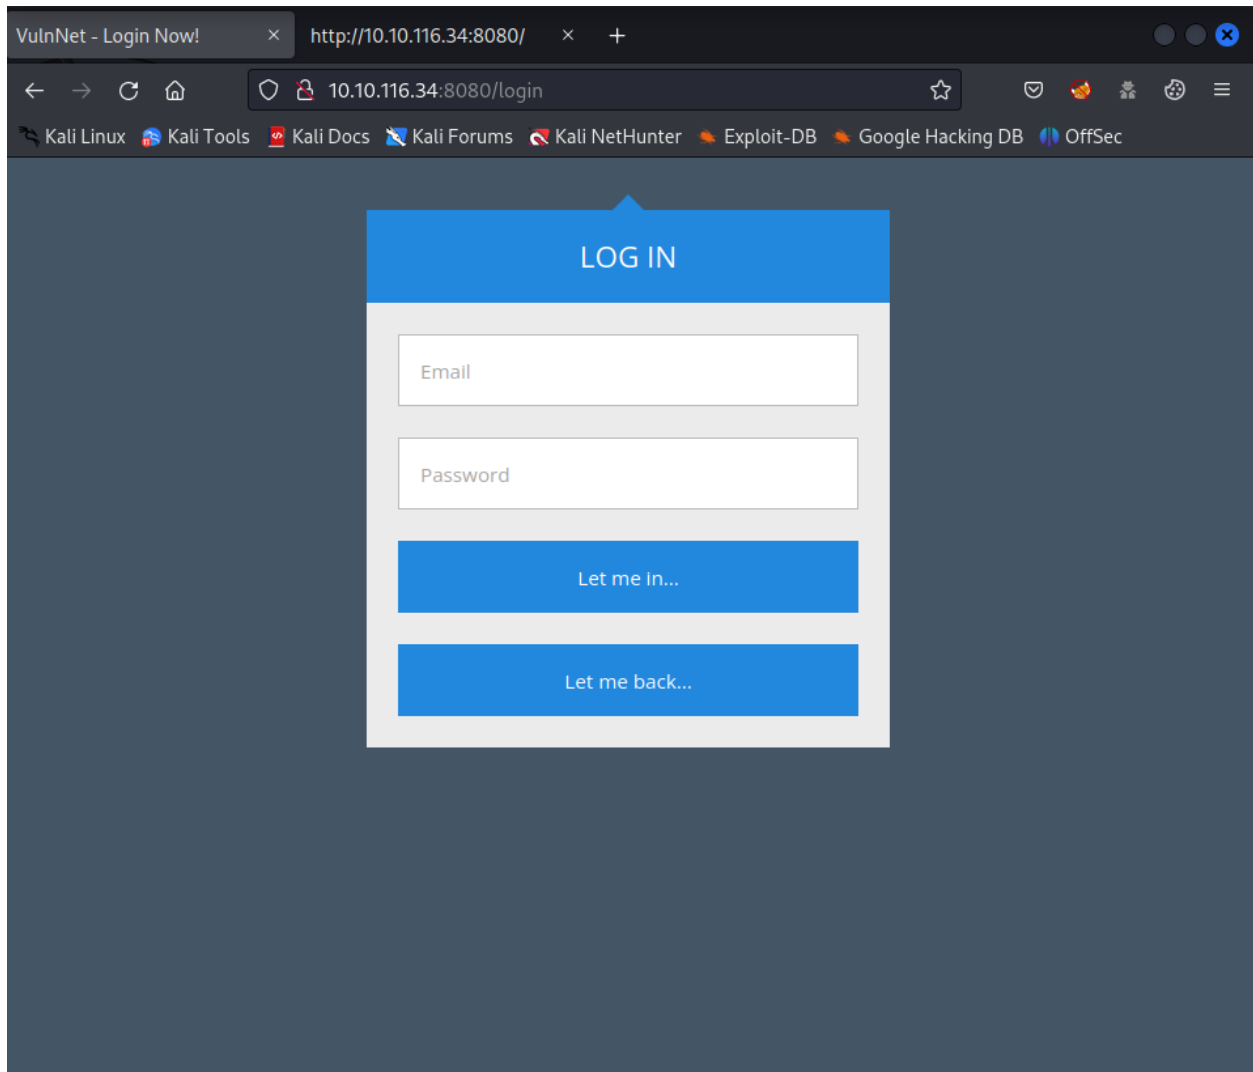 VulnNet - Login Now!
http://10.10.116.34:8080/
10.10.116.34:8080/login
Kali Linux Kali Tools Kali Docs Kali Forums Kali NetHunter Exploit-DB Google Hacking DB OffSec
LOG IN
Email
Password
Let me in...
Let me back...